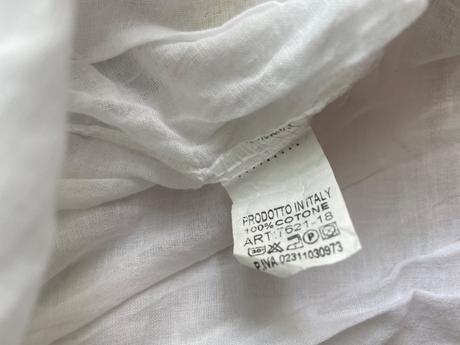 PRODOTTO IN ITALY
100% COTONE
ART:7621-18
P.IVA 02311030973